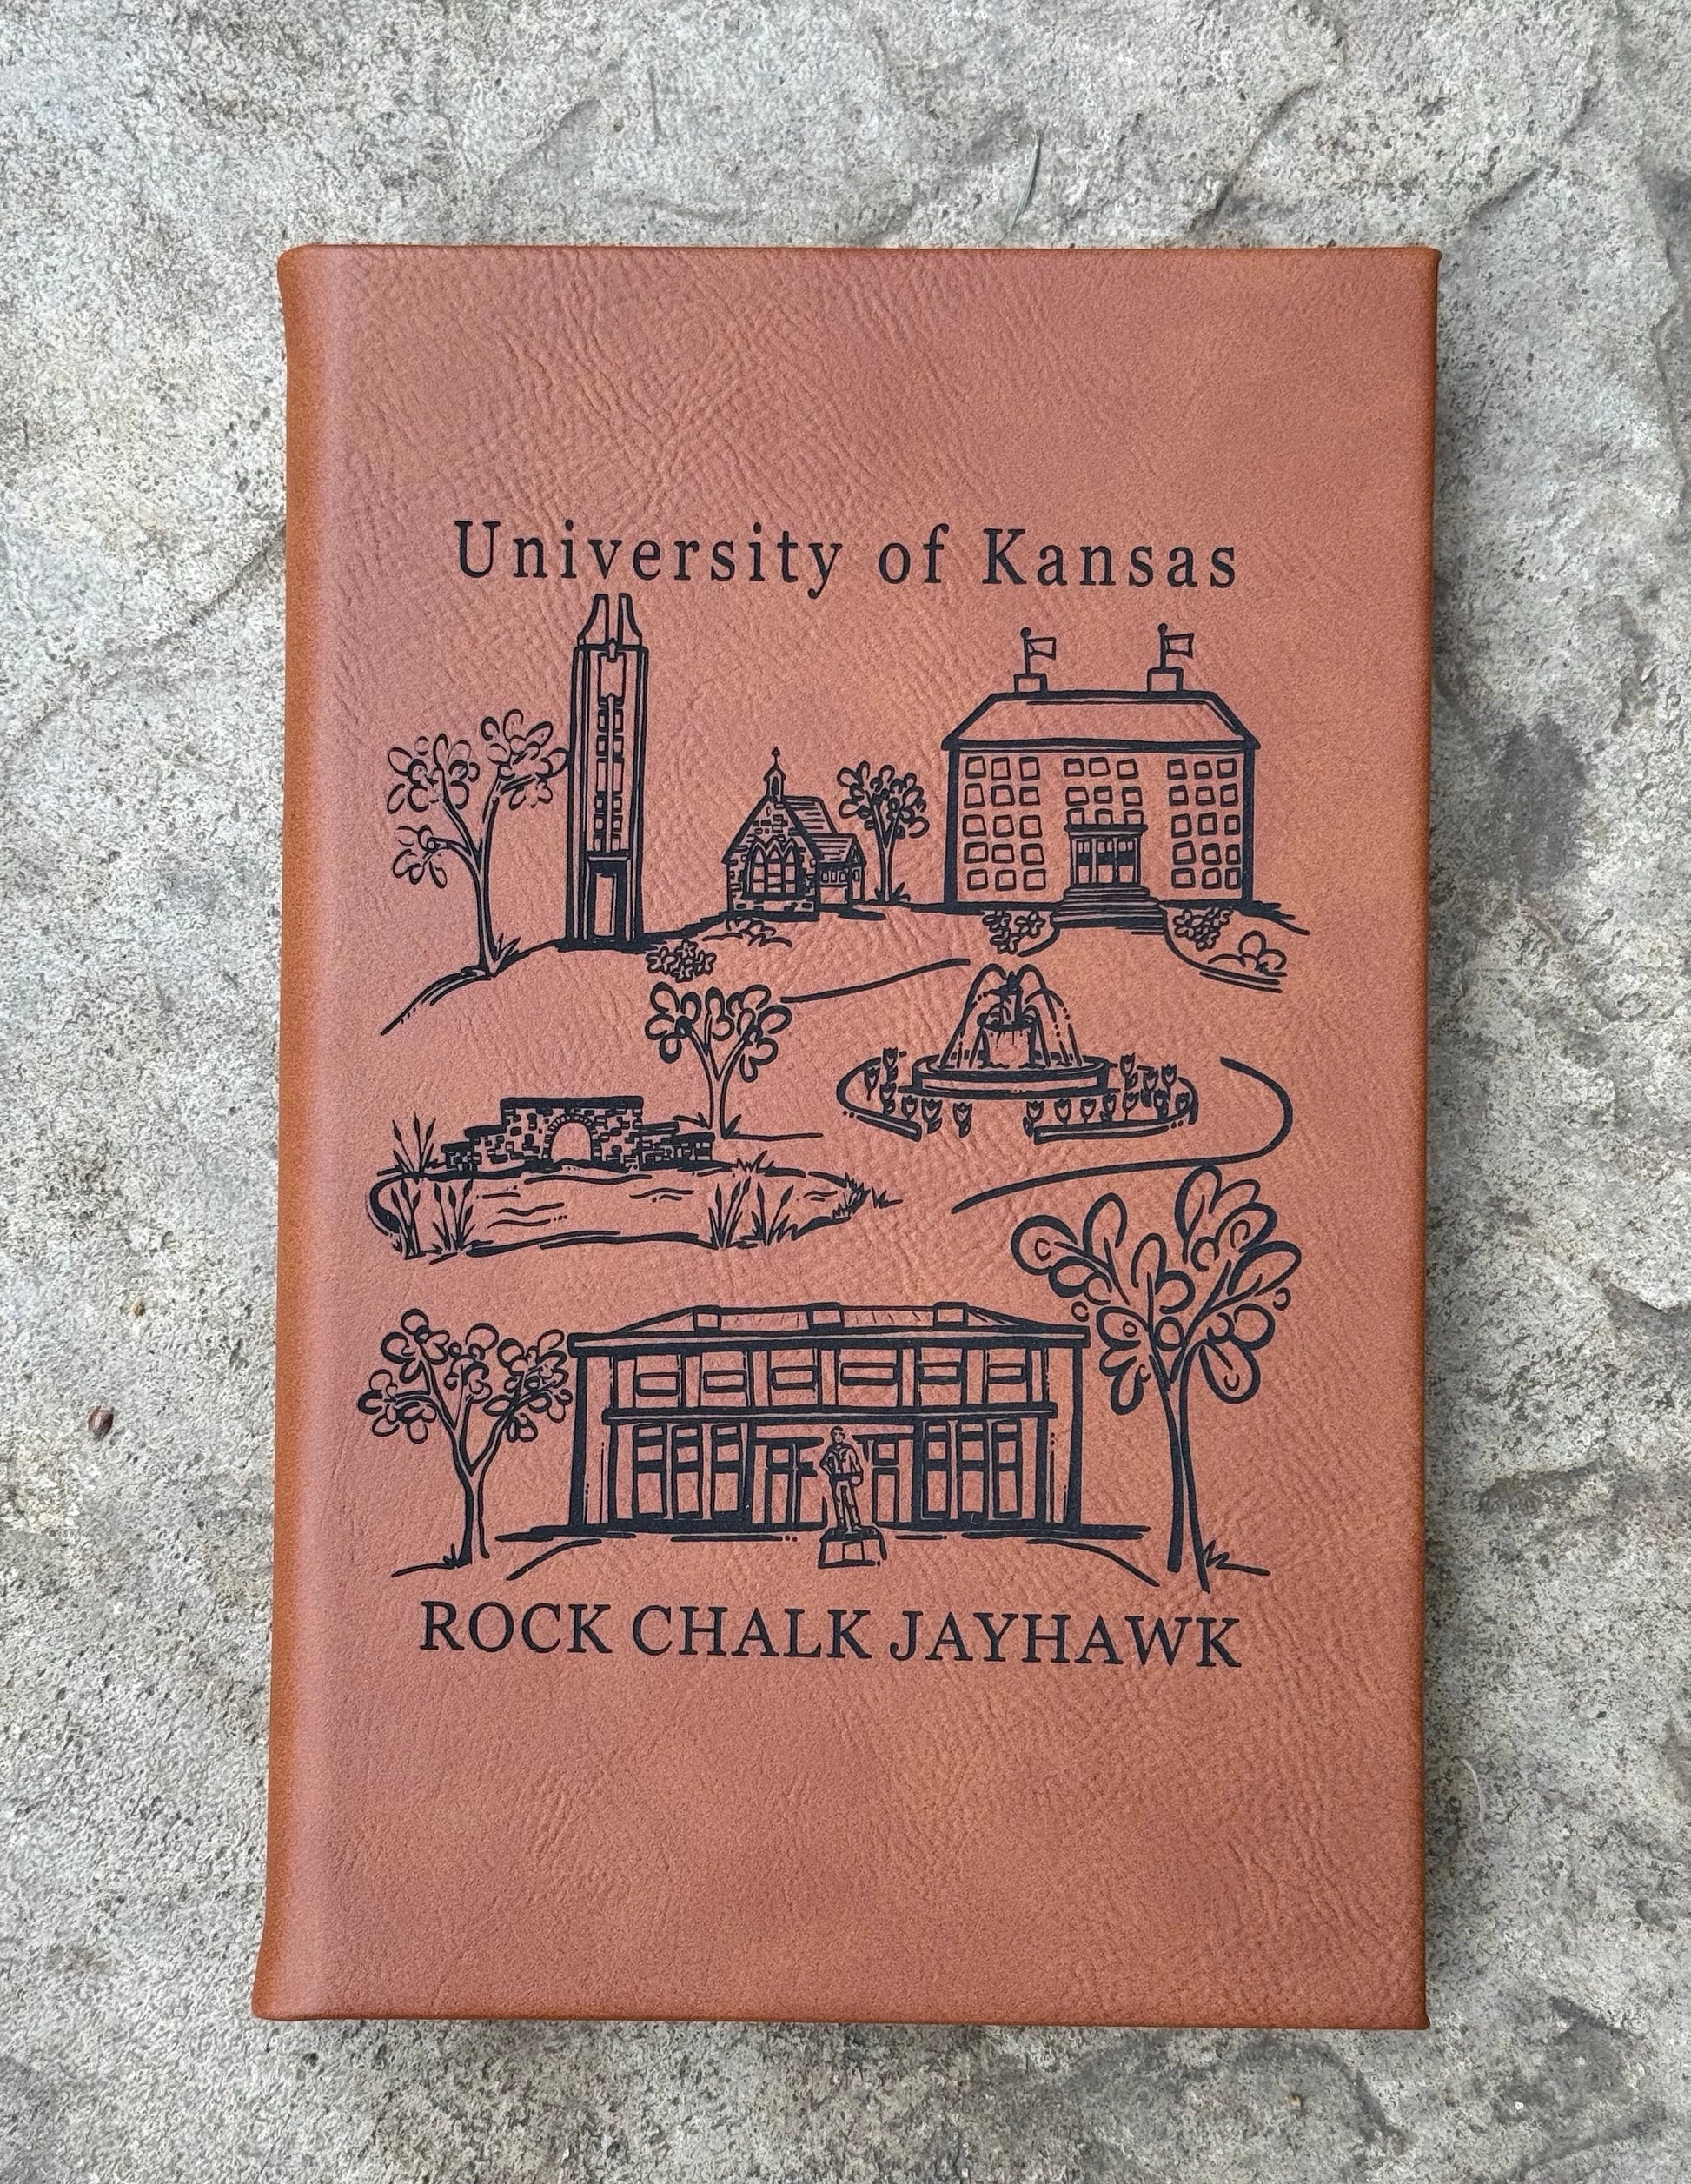 University of Kansas
ROCK CHALK JAYHAWK